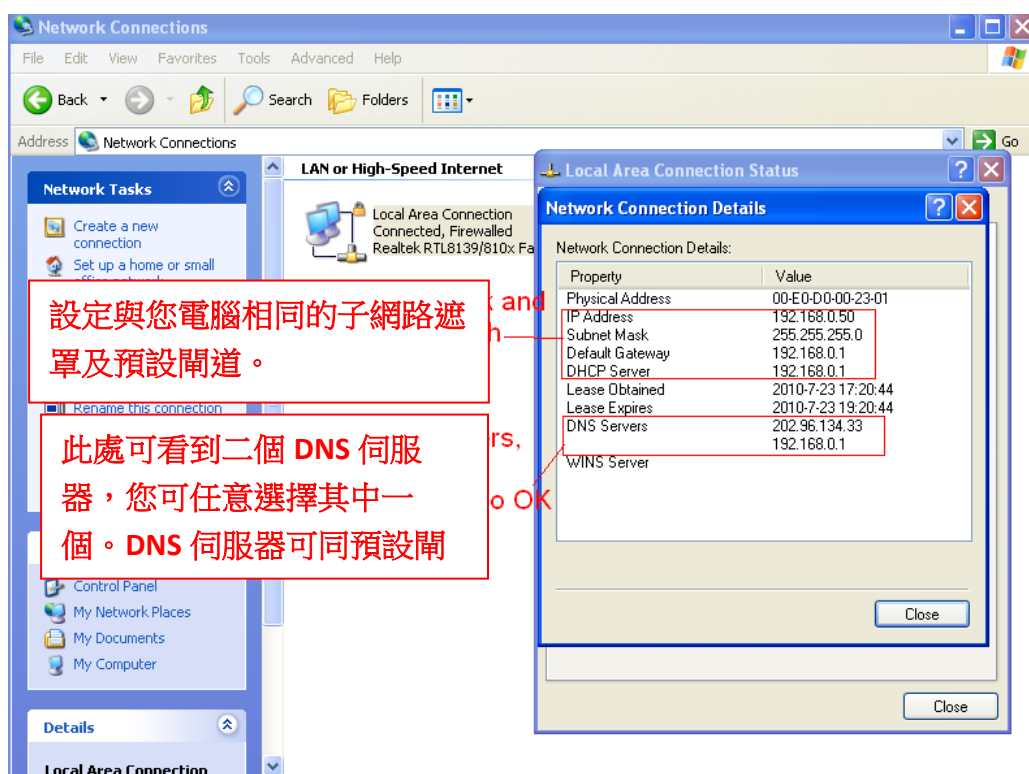 Network Connections
File Edit View Favorites Tools Advanced Help
Back Search Folders
Address Network Connections Go
Network Tasks
Create a new
connection
Set up a home or small
設定與您電腦相同的子網路遮
罩及預設閘道。
Rename this connection
此處可看到二個 DNS 伺服
器，您可任意選擇其中一
個。DNS 伺服器可同預設閘
Control Panel
My Network Places
My Documents
My Computer
Details
Local Area Connection
LAN or High-Speed Internet
Local Area Connection
Connected, Firewalled
Realtek RTL8139/810x Fa
and
rs,
o OK
Local Area Connection Status
Network Connection Details
Network Connection Details:
Property Value
Physical Address 00-E0-D0-00-23-01
IP Address 192.168.0.50
Subnet Mask 255.255.255.0
Default Gateway 192.168.0.1
DHCP Server 192.168.0.1
Lease Obtained 2010-7-23 17:20:44
Lease Expires 2010-7-23 19:20:44
DNS Servers 202.96.134.33
192.168.0.1
WINS Server
Close
Close